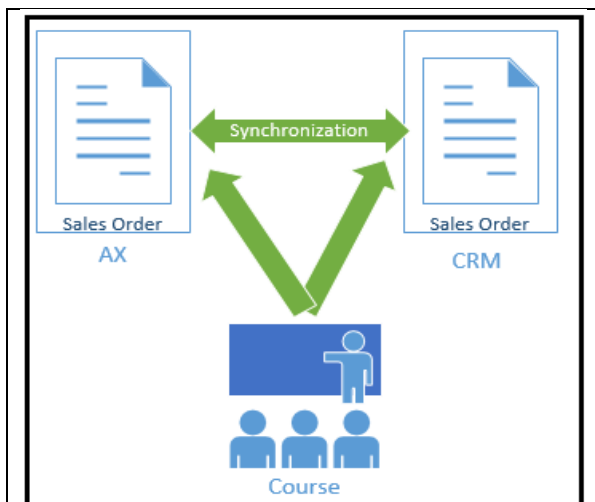 Synchronization
Sales Order
Sales Order
AX
CRM
Course